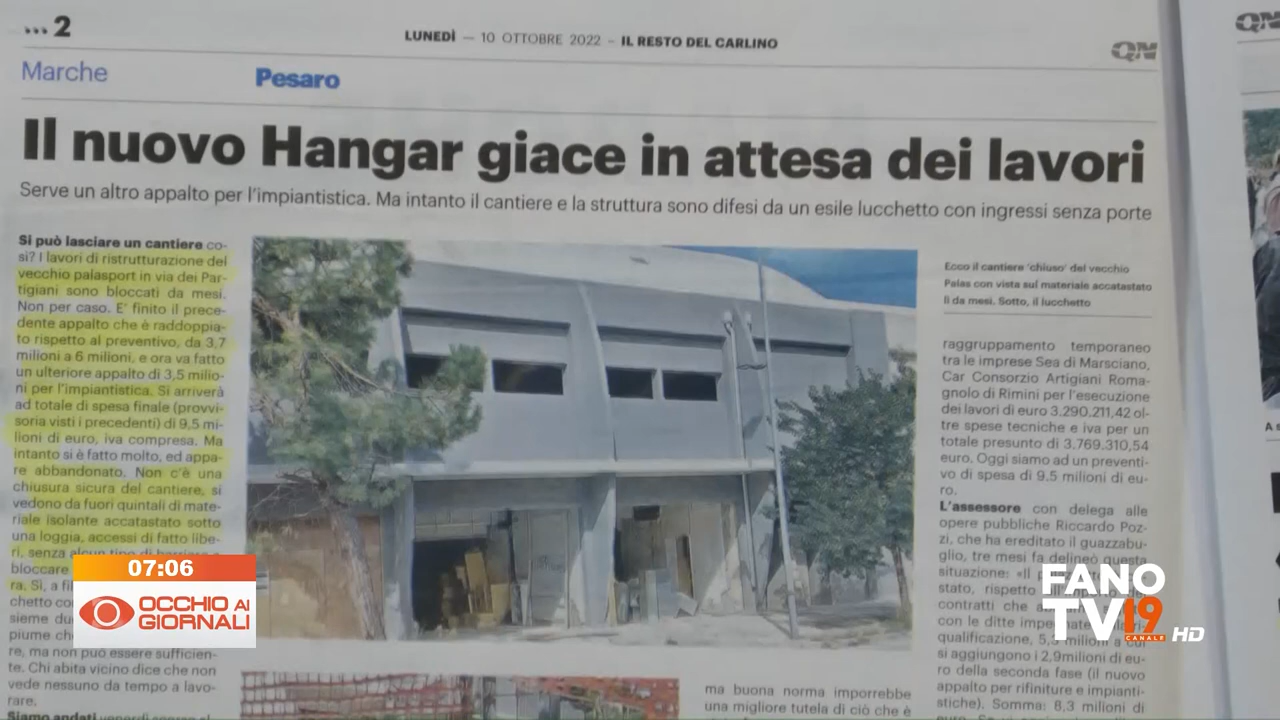 ... 2
LUNEDÌ — 10 OTTOBRE 2022 – IL RESTO DEL CARLINO
QN
Marche
Pesaro
Il nuovo Hangar giace in attesa dei lavori
Serve un altro appalto per l'impiantistica. Ma intanto il cantiere e la struttura sono difesi da un esile lucchetto con ingressi senza porte
Si può lasciare un cantiere co-
sì? I lavori di ristrutturazione del
vecchio palasport in via dei Par-
tigiani sono bloccati da mesi.
Non per caso. E' finito il prece-
dente appalto che è raddoppia-
to rispetto al preventivo, da 3,7
milioni a 6 milioni, e ora va fatto
un ulteriore appalto di 3,5 milio-
ni per l'impiantistica. Si arriverà
ad totale di spesa finale (provvi-
soria visti i precedenti) di 9,5 mi-
lioni di euro, iva compresa. Ma
intanto si è fatto molto, ed appa-
re abbandonato. Non c'è una
chiusura sicura del cantiere, si
vedono da fuori quintali di mate-
riale isolante accatastato sotto
una loggia, accessi di fatto libe-
ri, senza alcun tipo di
bloccare
ra. Sì, a
chetto
sieme
piume
re, ma non può essere sufficien-
te. Chi abita vicino dice che non
vede nessuno da tempo a lavo-
rare.
Siamo andati
Ecco il cantiere 'chiuso' del vecchio
Palas con vista sul materiale accatastato
lì da mesi. Sotto, il lucchetto
raggruppamento temporaneo
tra le imprese Sea di Marsciano,
Car Consorzio Artigiani Roma-
gnolo di Rimini per l'esecuzione
dei lavori di euro 3.290.211,42 ol-
tre spese tecniche e iva per un
totale presunto di 3.769.310,54
euro. Oggi siamo ad un preventi-
vo di spesa di 9.5 milioni di eu-
ro.
L'assessore con delega alle
opere pubbliche Riccardo Poz-
zi, che ha ereditato il guazzabu-
glio, tre mesi fa delineò questa
situazione: «Il
stato, rispetto
contratti che
con le ditte
qualificazione, 5,3 milioni a cui
si aggiungono i 2,9milioni di eu-
ro della seconda fase (il nuovo
appalto per rifiniture e impianti-
stiche). Somma: 8,3 milioni di
ma buona norma imporrebbe
una migliore tutela di ciò che è
07:06
OCCHIO AI
GIORNALI
FANO
TV 19
CANALE HD